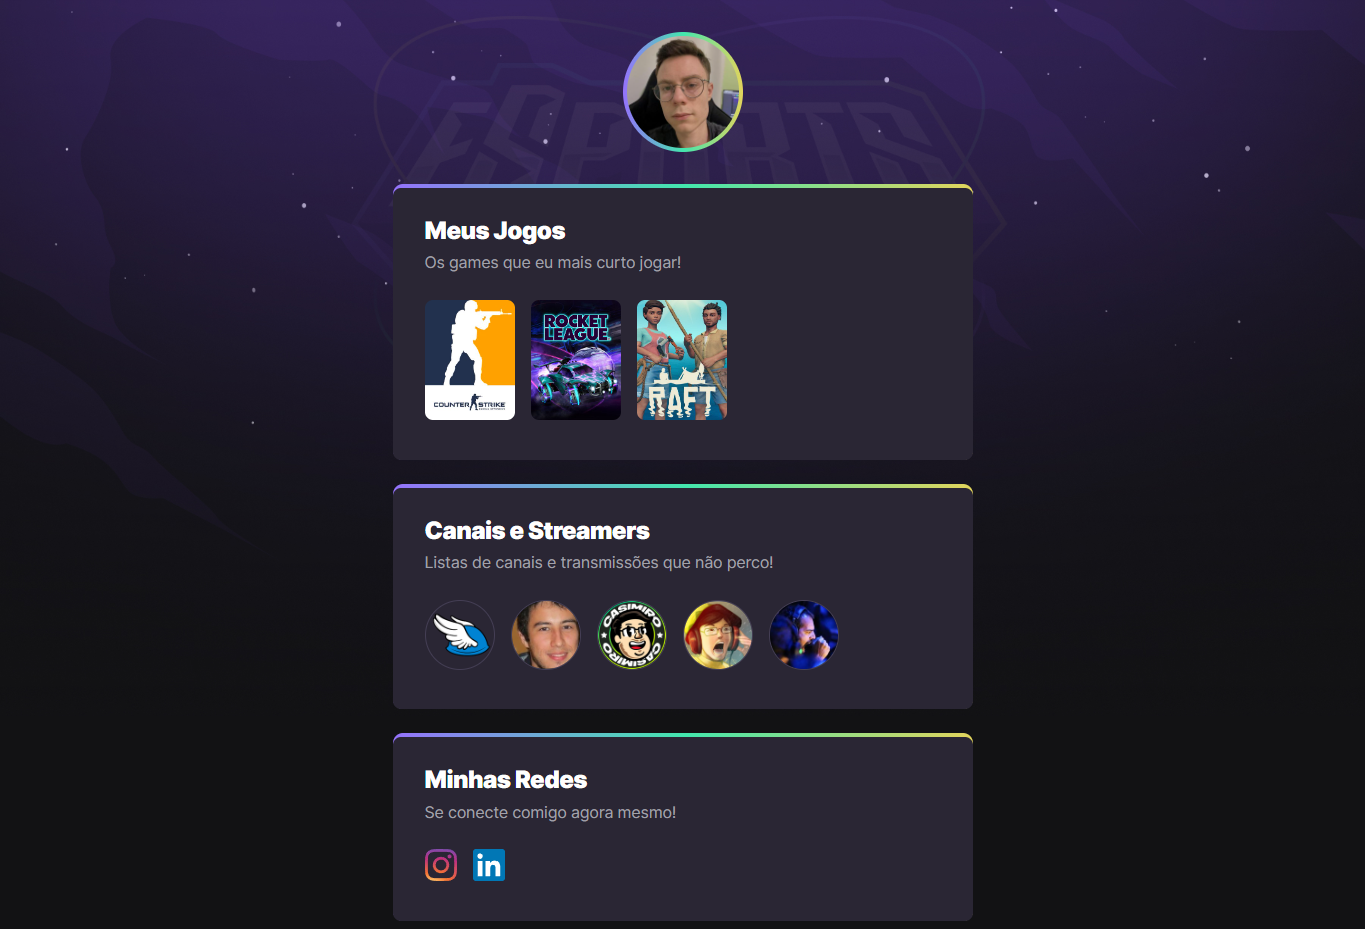 ESPORTS
Meus Jogos
Os games que eu mais curto jogar!
COUNTER STRIKE
ROCKET
LEAGUE
RAFT
Canais e Streamers
Listas de canais e transmissões que não perco!
CASIMIRO
CASIMIRO
Minhas Redes
Se conecte comigo agora mesmo!
in